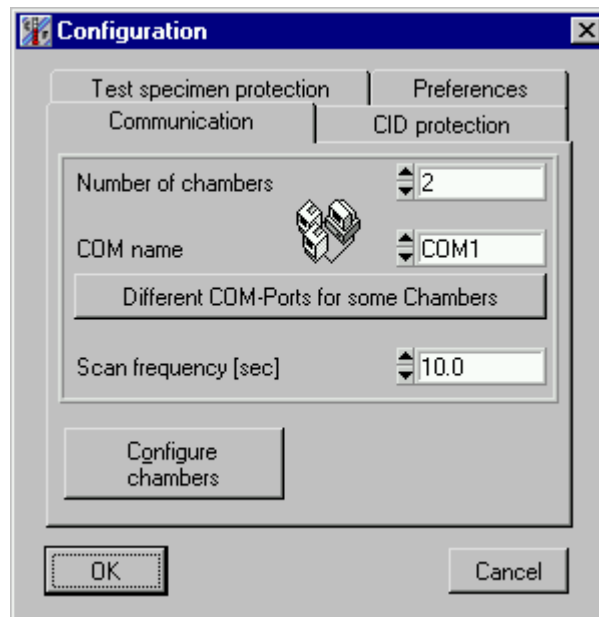 Configuration
Test specimen protection
Preferences
Communication
CID protection
Number of chambers
2
COM name
COM1
Different COM-Ports for some Chambers
Scan frequency [sec]
10.0
Configure
chambers
OK
Cancel